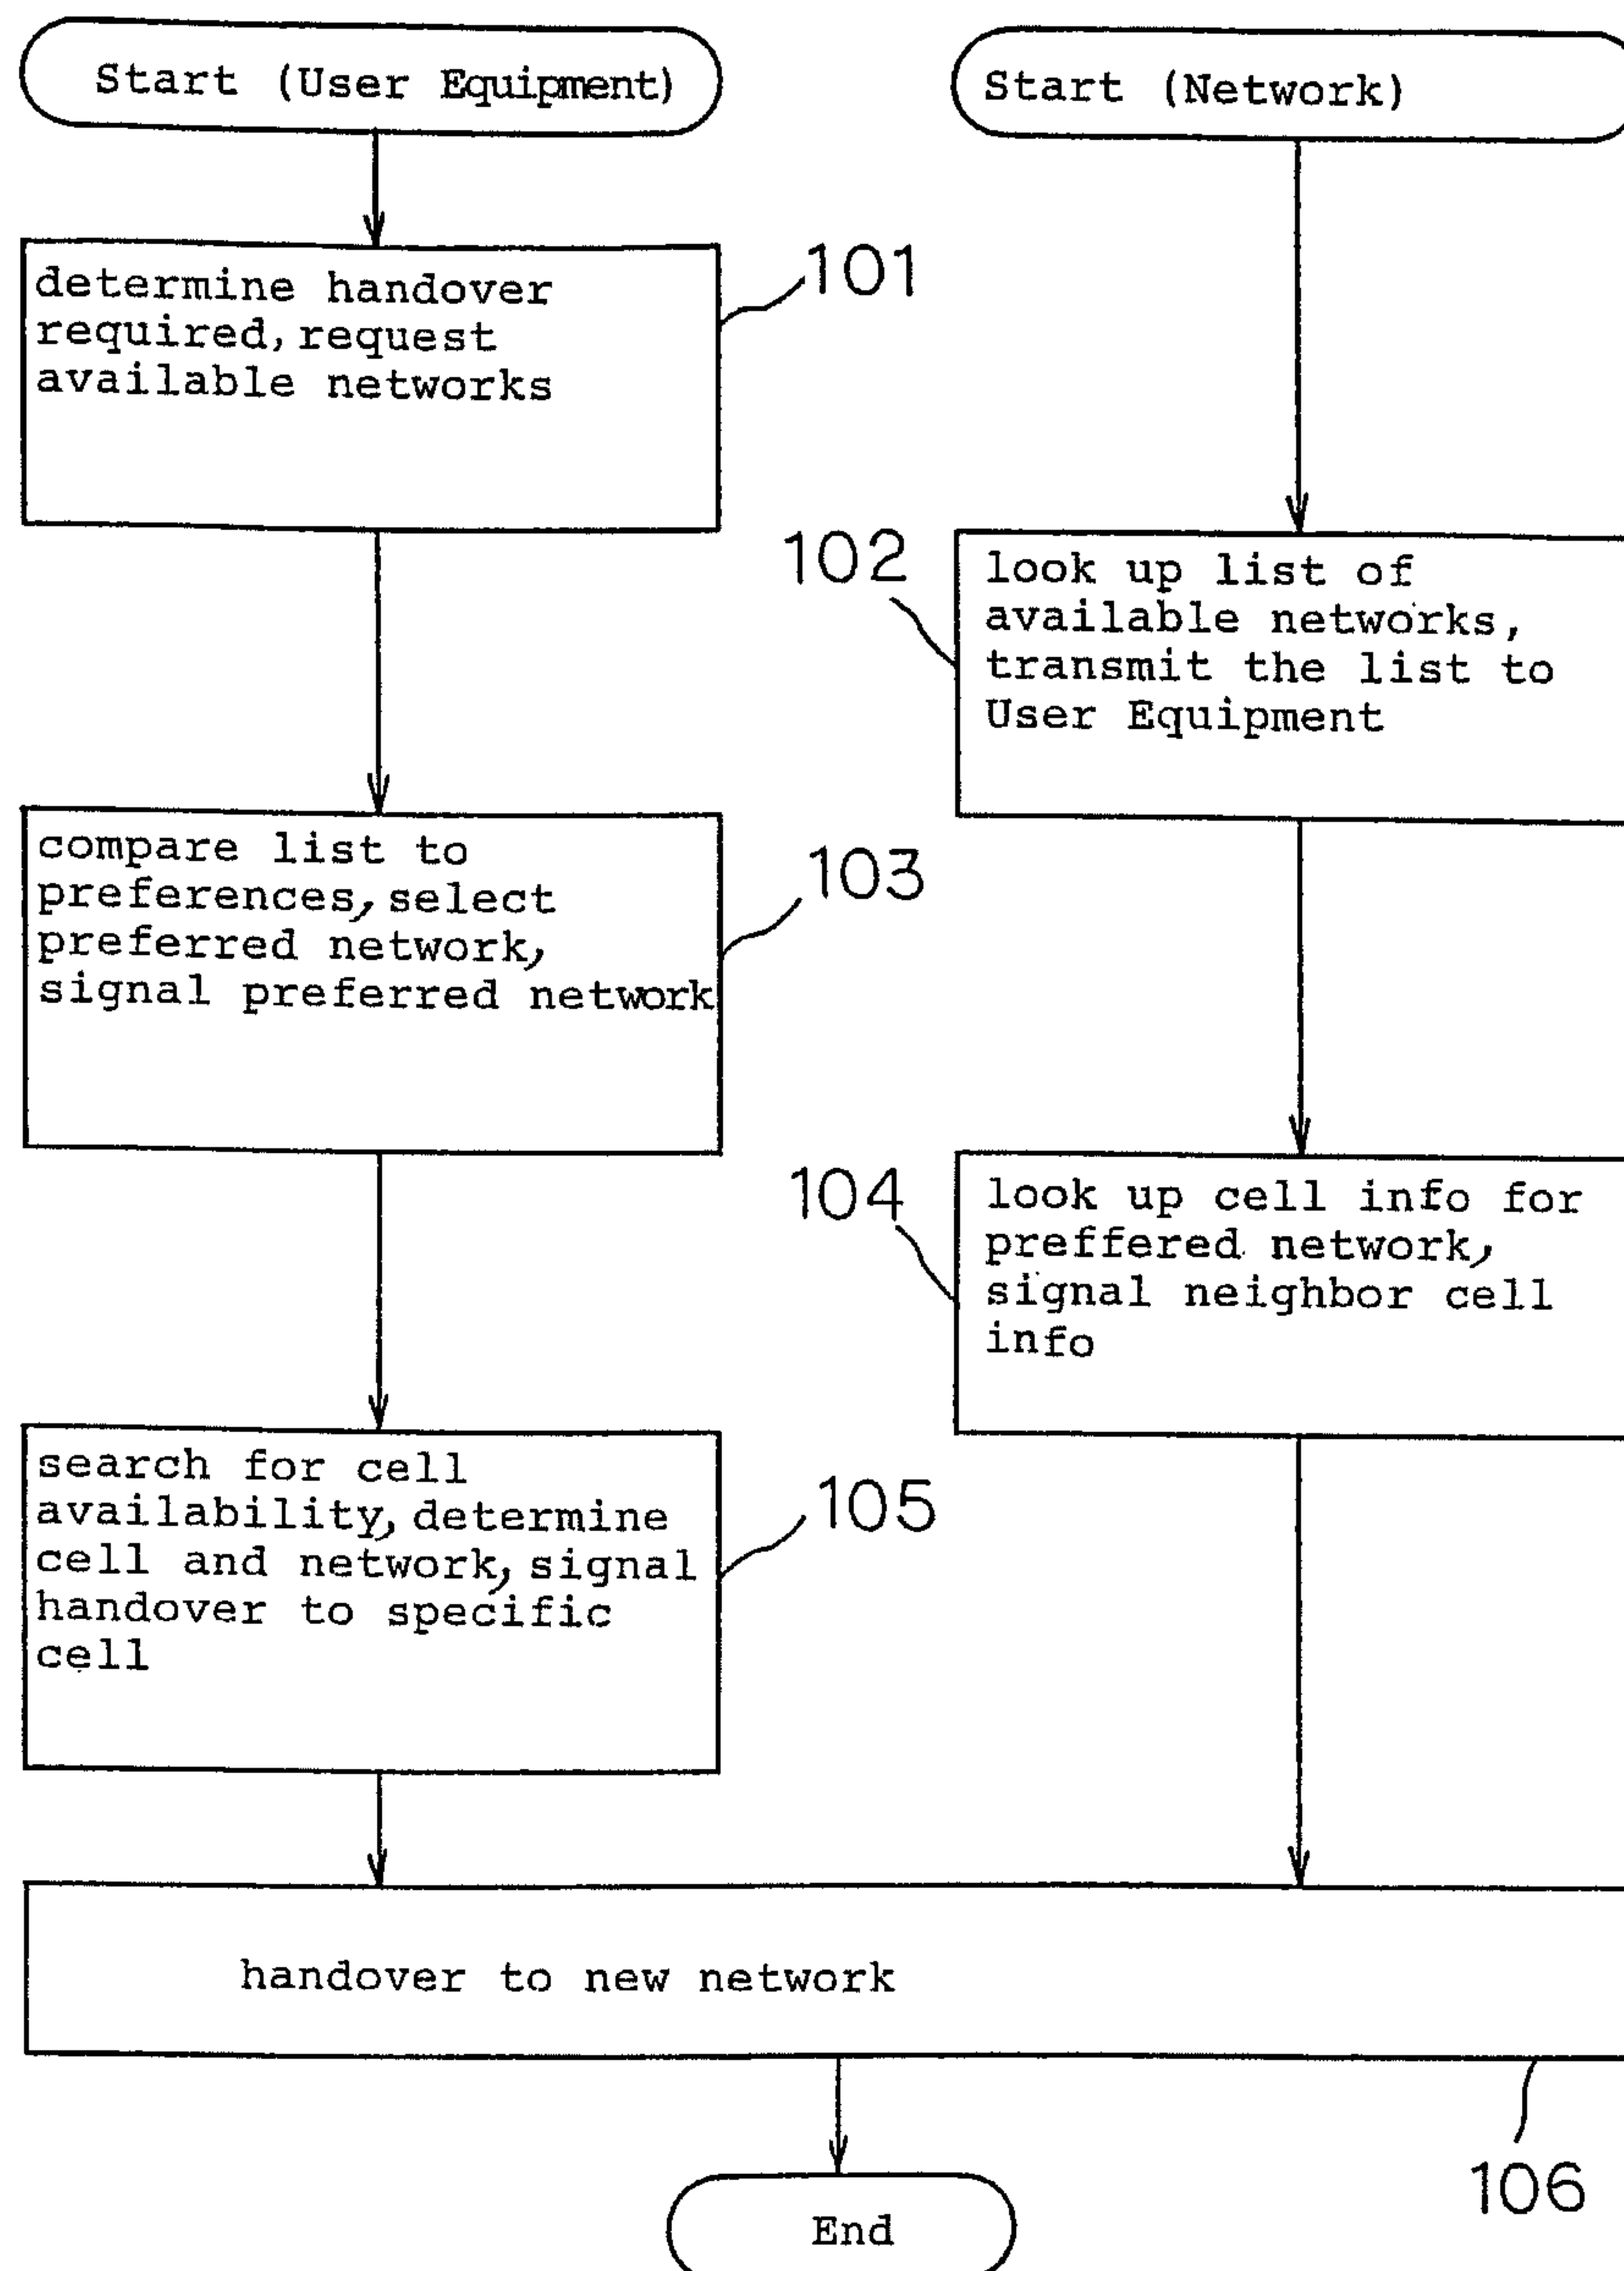 Start (User Equipment)
Start (Network)
determine handover
required, request
available networks
101
102
look up list of
available networks,
transmit the list to
User Equipment
compare list to
preferences, select
preferred network,
signal preferred network
103
104
look up cell info for
preffered network,
signal neighbor cell
info
search for cell
availability, determine
cell and network, signal
handover to specific
cell
105
handover to new network
106
End